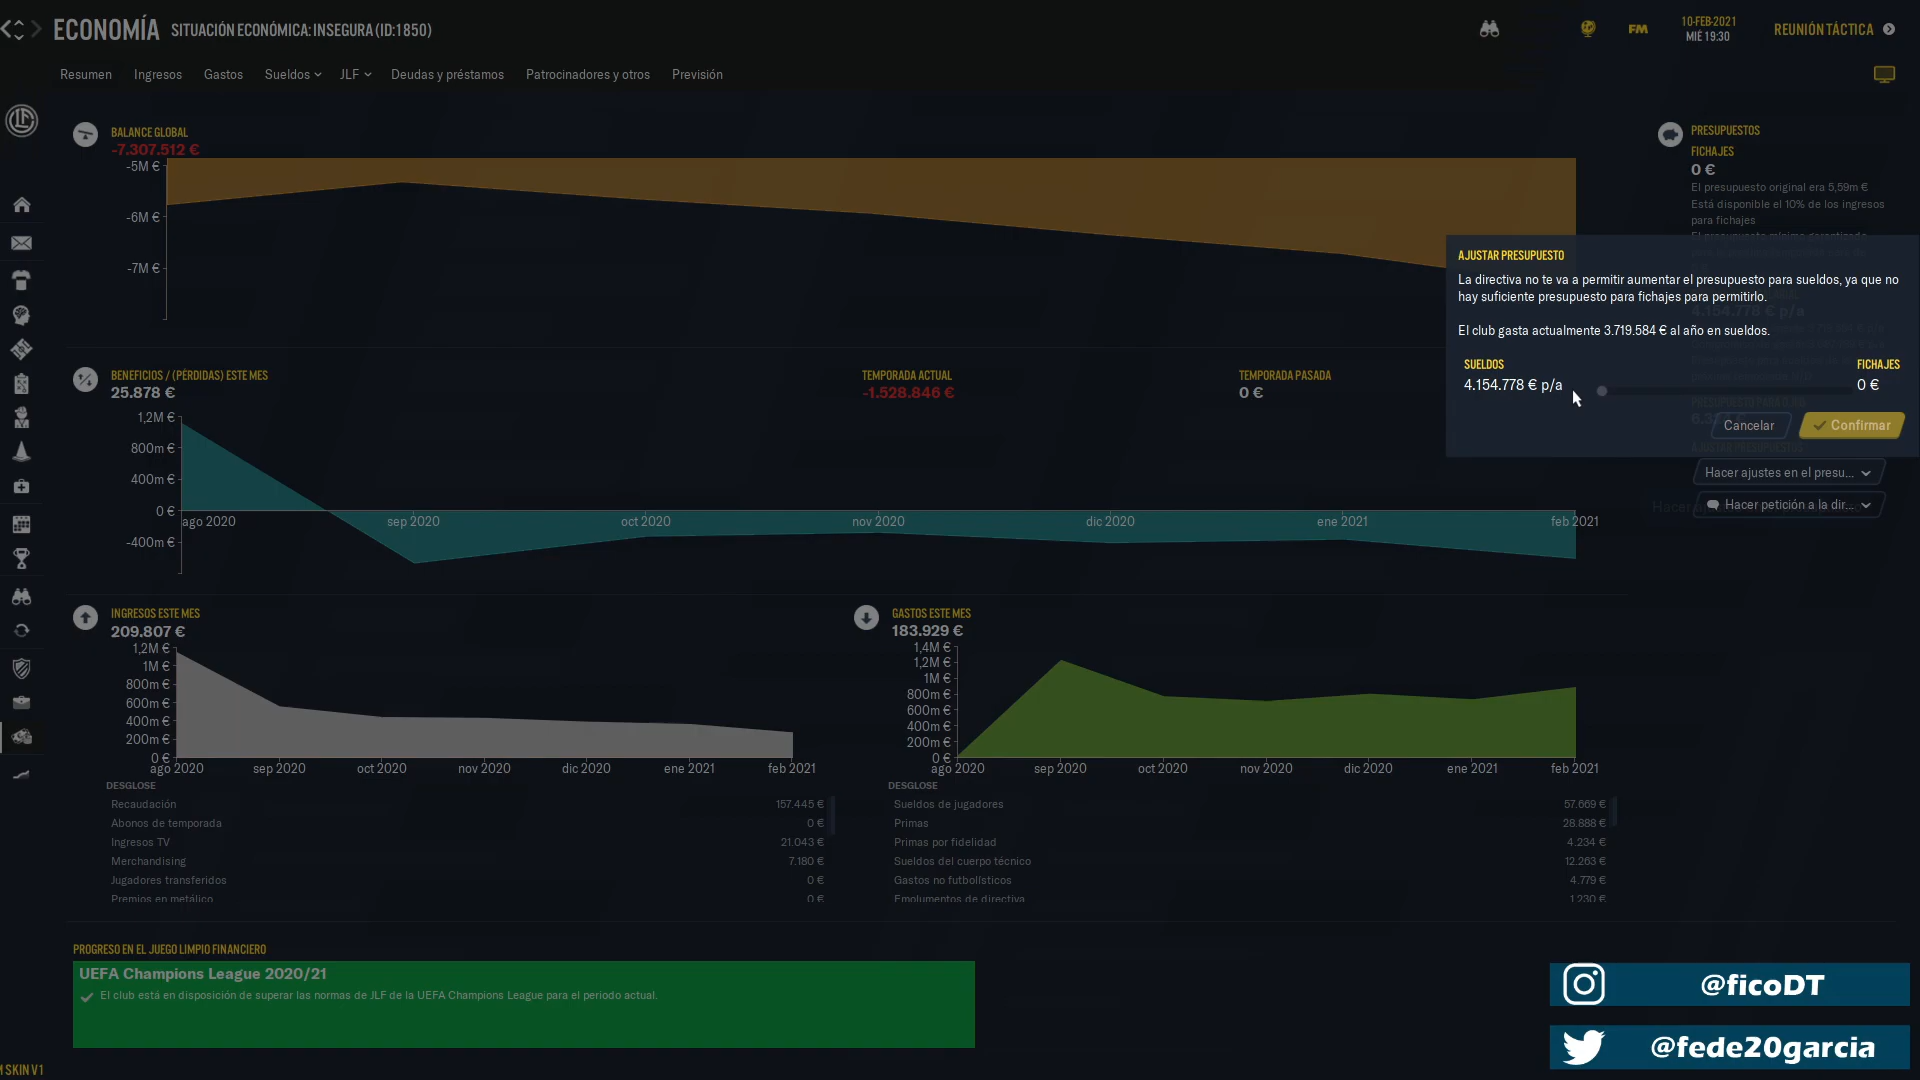 ECONOMÍA
SITUACIÓN ECONÓMICA: INSEGURA (ID:1850)
FM
10-FEB-2021
MIÉ 19:30
REUNIÓN TÁCTICA
Resumen
Ingresos
Gastos
Sueldos
JLF
Deudas y préstamos
Patrocinadores y otros
Previsión
BALANCE GLOBAL
-7.307.512 €
-5M €
-6M €
-7M €
PRESUPUESTOS
FICHAJES
0 €
El presupuesto original era 5,59m €
Está disponible el 10% de los ingresos
para fichajes
El presupuesto mínimo garantizado
AJUSTAR PRESUPUESTO
La directiva no te va a permitir aumentar el presupuesto para sueldos, ya que no
hay suficiente presupuesto para fichajes para permitirlo.
4.154.778 € p/a
El club gasta actualmente 3.719.584 € al año en sueldos.
SUELDOS
4.154.778 € p/a
FICHAJES
0 €
Cancelar
Confirmar
Hacer ajustes en el presu...
Hacer petición a la dir...
BENEFICIOS / (PÉRDIDAS) ESTE MES
25.878 €
TEMPORADA ACTUAL
-1.528.846 €
TEMPORADA PASADA
0 €
1,2M €
800m €
400m €
0 €
-400m €
ago 2020
sep 2020
oct 2020
nov 2020
dic 2020
ene 2021
feb 2021
INGRESOS ESTE MES
209.807 €
1,2M €
1M €
800m €
600m €
400m €
200m €
0 €
ago 2020
sep 2020
oct 2020
nov 2020
dic 2020
ene 2021
feb 2021
DESGLOSE
Recaudación 157.445 €
Abonos de temporada 0 €
Ingresos TV 21.043 €
Merchandising 7.180 €
Jugadores transferidos 0 €
Premios en metálico 0 €
GASTOS ESTE MES
183.929 €
1,4M €
1,2M €
1M €
800m €
600m €
400m €
200m €
0 €
ago 2020
sep 2020
oct 2020
nov 2020
dic 2020
ene 2021
feb 2021
DESGLOSE
Sueldos de jugadores 57.669 €
Primas 28.888 €
Primas por fidelidad 4.234 €
Sueldos del cuerpo técnico 12.263 €
Gastos no futbolísticos 4.779 €
Emolumentos de directiva 1.230 €
PROGRESO EN EL JUEGO LIMPIO FINANCIERO
UEFA Champions League 2020/21
El club está en disposición de superar las normas de JLF de la UEFA Champions League para el periodo actual.
@ficoDT
@fede20garcia
SKIN V1